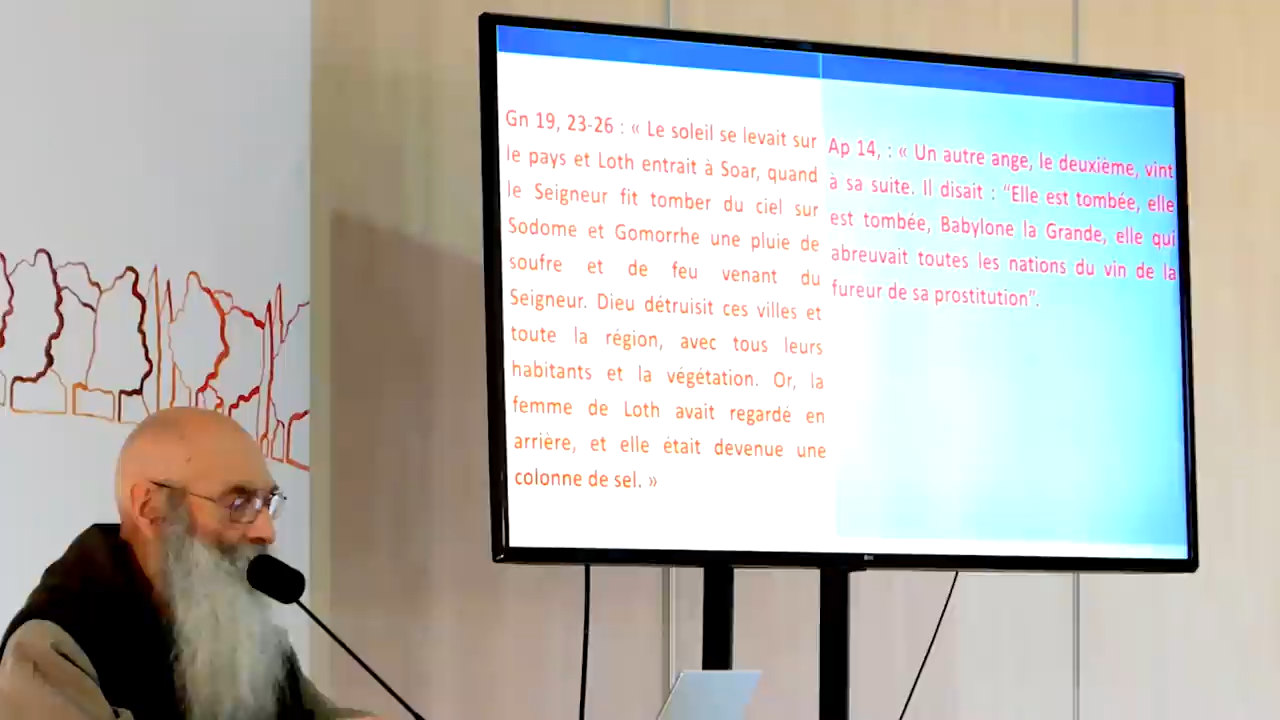 Gn 19, 23-26 : « Le soleil se levait sur
le pays et Loth entrait à Soar, quand
le Seigneur fit tomber du ciel sur
Sodome et Gomorrhe une pluie de
soufre et de feu venant du
Seigneur. Dieu détruisit ces villes et
toute la région, avec tous leurs
habitants et la végétation. Or, la
femme de Loth avait regardé en
arrière, et elle était devenue une
colonne de sel. »
Ap 14, : « Un autre ange, le deuxième, vint
à sa suite. Il disait : “Elle est tombée, elle
est tombée, Babylone la Grande, elle qui
abreuvait toutes les nations du vin de la
fureur de sa prostitution”.